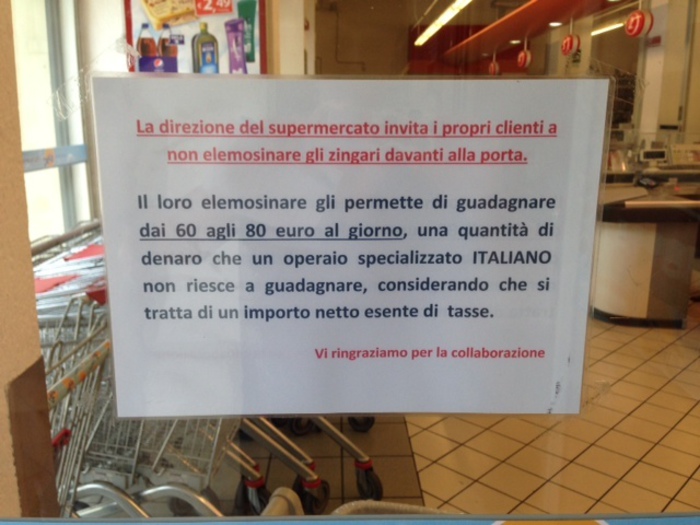 €2,49
La direzione del supermercato invita i propri clienti a
non elemosinare gli zingari davanti alla porta.
Il loro elemosinare gli permette di guadagnare
dai 60 agli 80 euro al giorno, una quantità di
denaro che un operaio specializzato ITALIANO
non riesce a guadagnare, considerando che si
tratta di un importo netto esente di tasse.
Vi ringraziamo per la collaborazione